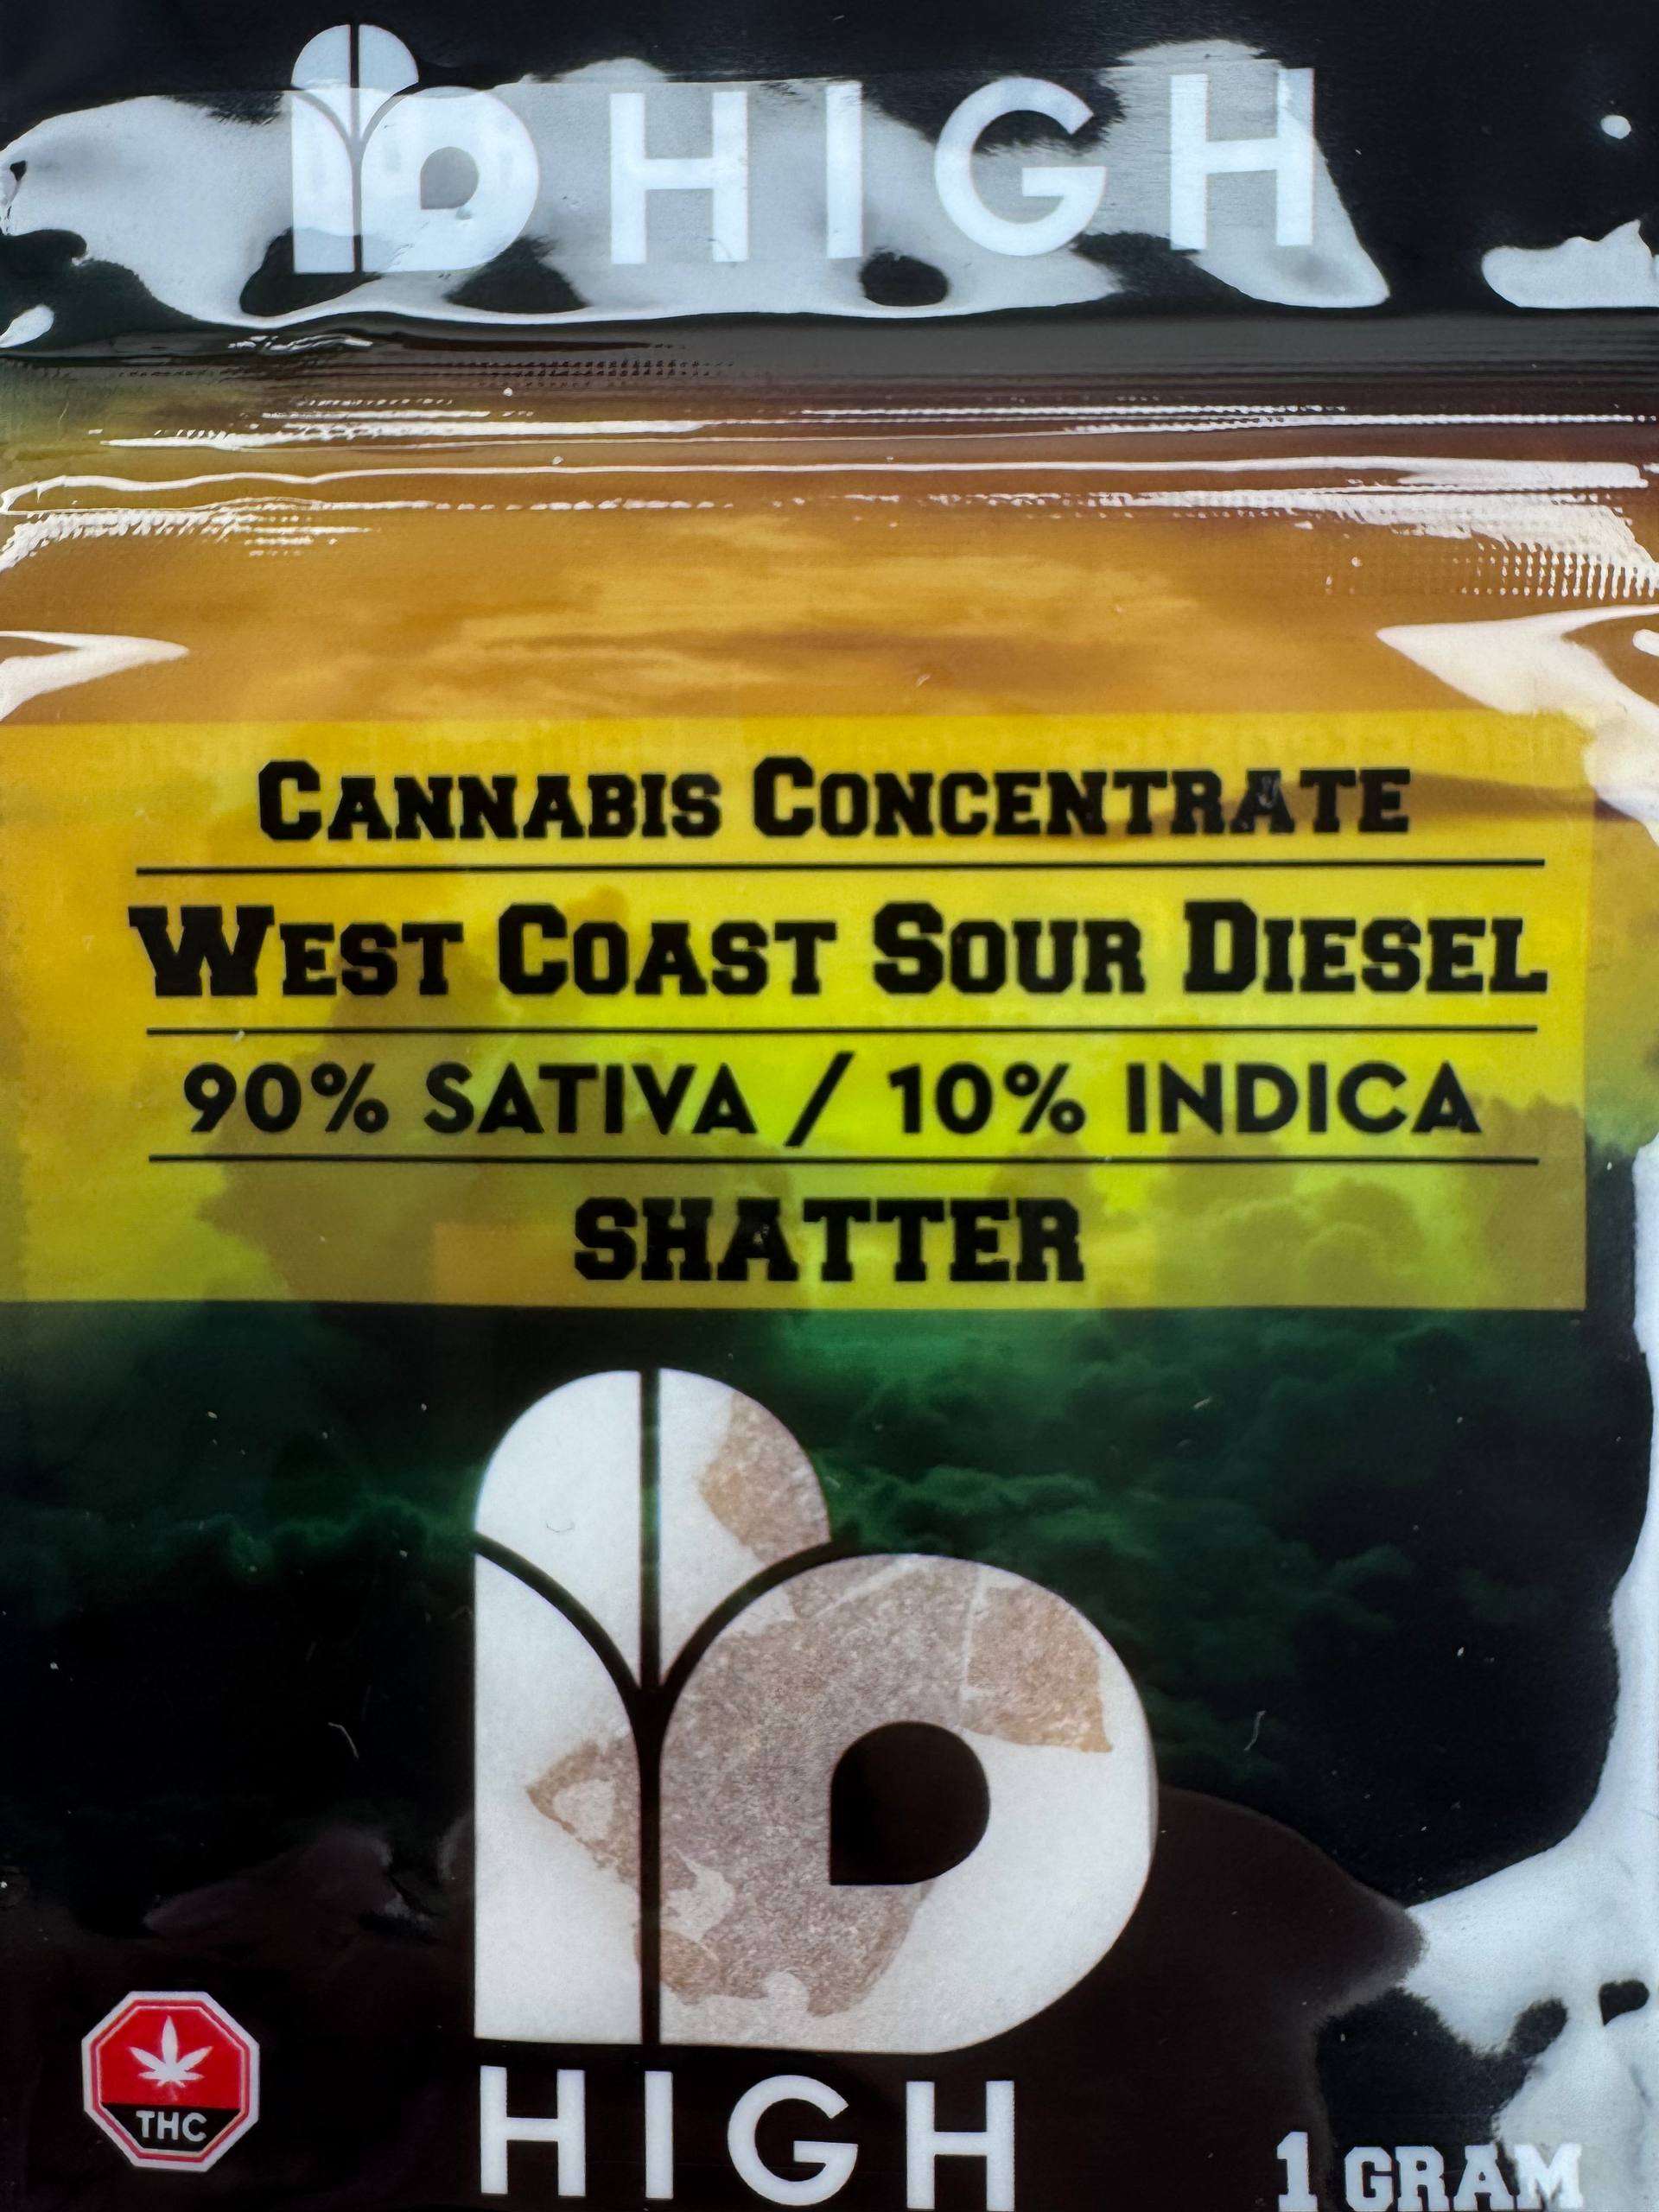 b HIGH
CANNABIS CONCENTRATE
WEST COAST SOUR DIESEL
90% SATIVA / 10% INDICA
SHATTER
b
HIGH
THC
1 GRAM